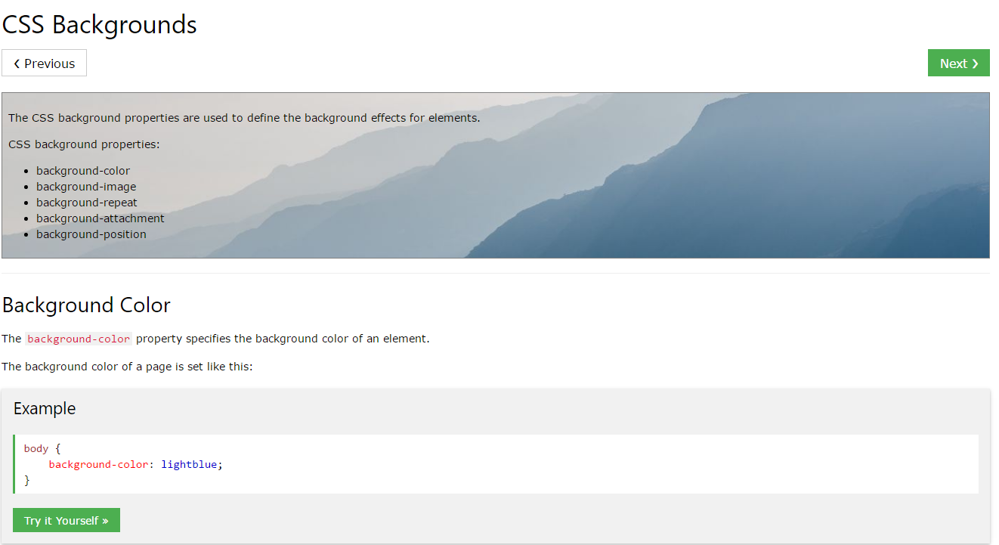 CSS Backgrounds
❮ Previous
Next ❯
The CSS background properties are used to define the background effects for elements.
CSS background properties:
• background-color
• background-image
• background-repeat
• background-attachment
• background-position
Background Color
The background-color property specifies the background color of an element.
The background color of a page is set like this:
Example
body {
    background-color: lightblue;
}
Try it Yourself »